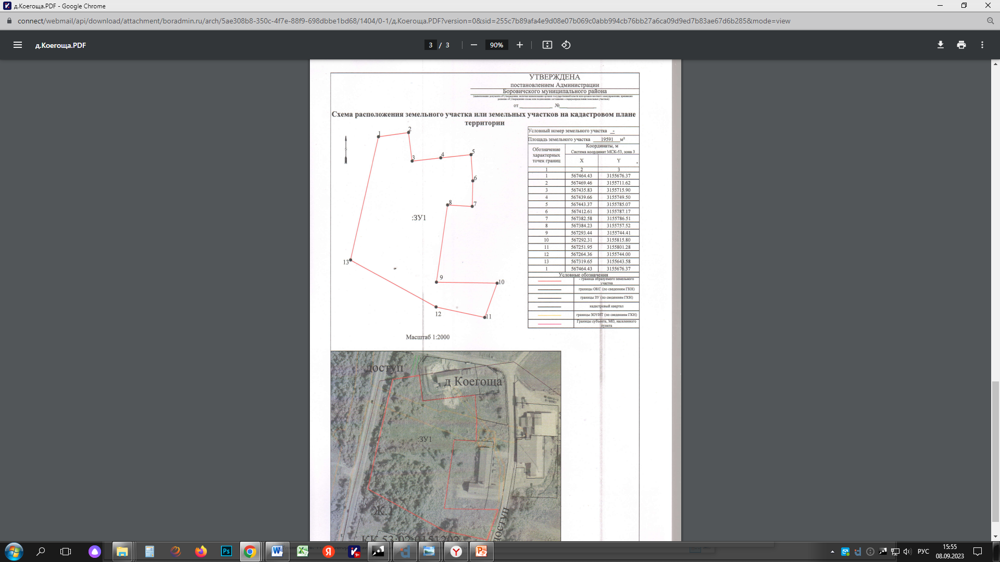 д.Коегоща.PDF - Google Chrome
connect/webmail/api/download/attachment/boradmin.ru/arch/5ae308b8-350c-4f7e-88f9-698dbbe1bd68/1404/0-1/д.Коегоща.PDF?version=0&sid=255c7b89afa4e9d08e07b069c0abb994cb76bb27a6ca09d9ed7b83ae67d6b285&mode=view
д.Коегоща.PDF
3 / 3
90%
УТВЕРЖДЕНА
постановлением Администрации
Боровичского муниципального района
от ____________ №____________
Схема расположения земельного участка или земельных участков на кадастровом плане
территории
Условный номер земельного участка -
Площадь земельного участка 19591 м²
Обозначение характерных точек границ
Координаты, м
Система координат МСК-53, зона 3
X Y
1 2 3
1 567464.43 3155676.37
2 567469.46 3155711.62
3 567435.83 3155715.90
4 567439.66 3155749.50
5 567443.37 3155785.07
6 567412.61 3155787.17
7 567382.58 3155786.51
8 567384.23 3155757.52
9 567293.44 3155744.41
10 567292.31 3155815.80
11 567251.95 3155801.28
12 567264.36 3155744.00
13 567319.65 3155643.58
1 567464.43 3155676.37
Условные обозначения
- граница образуемого земельного
участка
границы ОКС (по сведениям ГКН)
границы ЗУ (по сведениям ГКН)
кадастровый квартал
границы ЗОУИТ (по сведениям ГКН)
Границы субъекта, МО, населенного
пункта
1
2
3
4
5
6
7
8
9
10
11
12
13
:ЗУ1
Масштаб 1:2000
доступ
д Коегоща
:ЗУ1
Ж.1
доступ
КК 53:02:0151202
РУС
15:55
08.09.2023